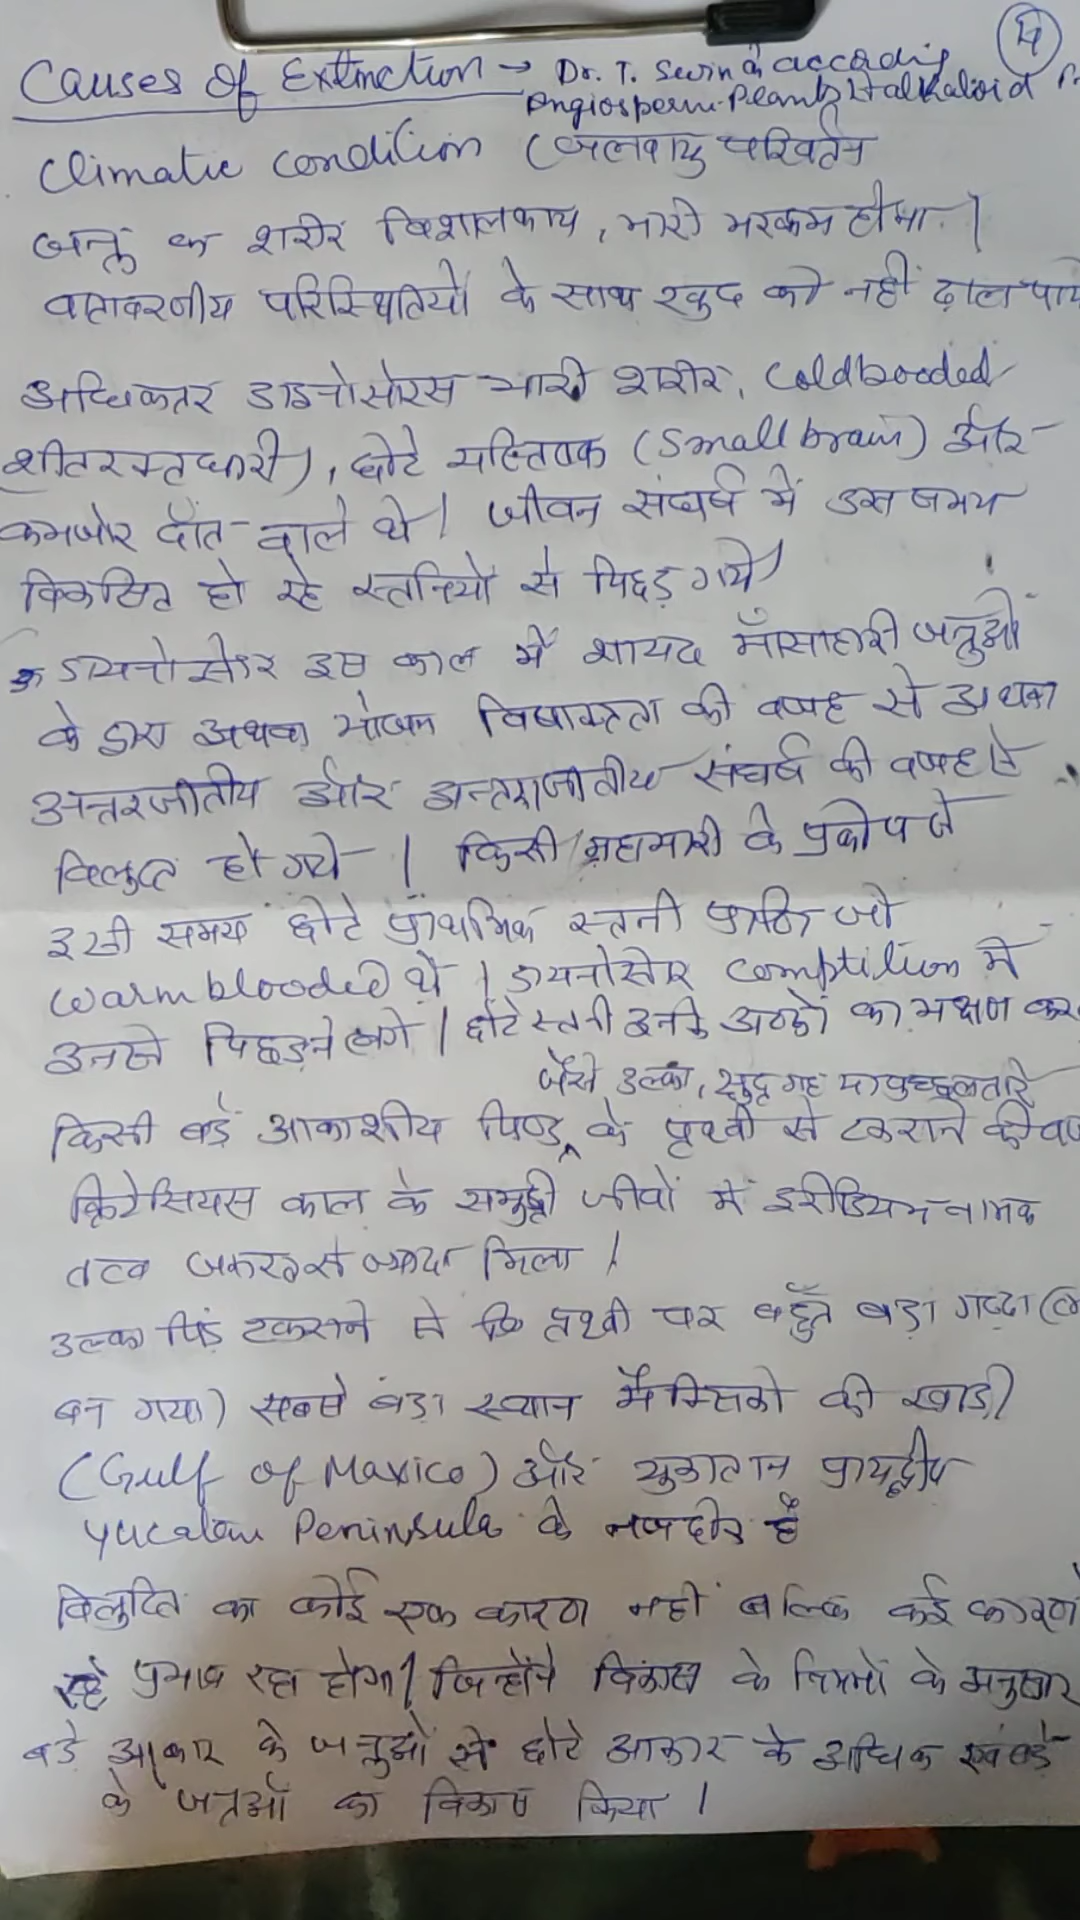 4
Causes of Extinction → Dr. T. Swin according
Angiosperm Plants alkaloid
Climatic condition (जलवायु परिवर्तन
जन्तु का शरीर विशालकाय, भारी भरकम होना।
वातावरणीय परिस्थितियों के साथ खुद को नहीं ढाल पाये
अधिकतर डाइनोसोरस भारी शरीर, Coldbooded
शीतरक्तधारी), छोटे मस्तिष्क (Small brain) और
कमजोर दाँत वाले थे। जीवन संघर्ष में उस समय
विकसित हो रहे स्तनियों से पिछड़ गये।
डायनोसोर इस काल में शायद माँसाहारी जन्तुओं
के द्वारा अथवा भोजन विषाक्तता की वजह से अथवा
अन्तरजातीय और अन्तराजातीय संघर्ष की वजह से
विलुप्त हो गये। किसी महामारी के प्रकोप से
इसी समय छोटे प्राथमिक स्तनी जो
warm blooded थे। डायनोसोर comptition में
उनसे पिछड़ने लगे। छोटे स्तनी उनके अण्डों का भक्षण कर
जैसे उल्का, क्षुद्र ग्रह या पुच्छलतारे
किसी बड़े आकाशीय पिण्ड के पृथ्वी से टकराने की
क्रिटेसियस काल के समुद्री जीवों में इरीडियम नामक
तत्व जरूरत से ज्यादा मिला।
उल्का पिंड टकराने से कि पृथ्वी पर बहुत बड़ा गढ्ढा
बन गया) सबसे बड़ा स्थान मैक्सिको की खाड़ी
(Gulf of Maxico) और युकातान प्रायद्वीप
Yucatan Peninsula के नजदीक है
विलुप्ति का कोई एक कारण नहीं बल्कि कई कारणों
प्रभाव रहा होगा। जिन्होंने विकास के नियमों के अनुसार
बड़े आकार के जन्तुओं से छोटे आकार के अधिक
के जन्तुओं का विकास किया।